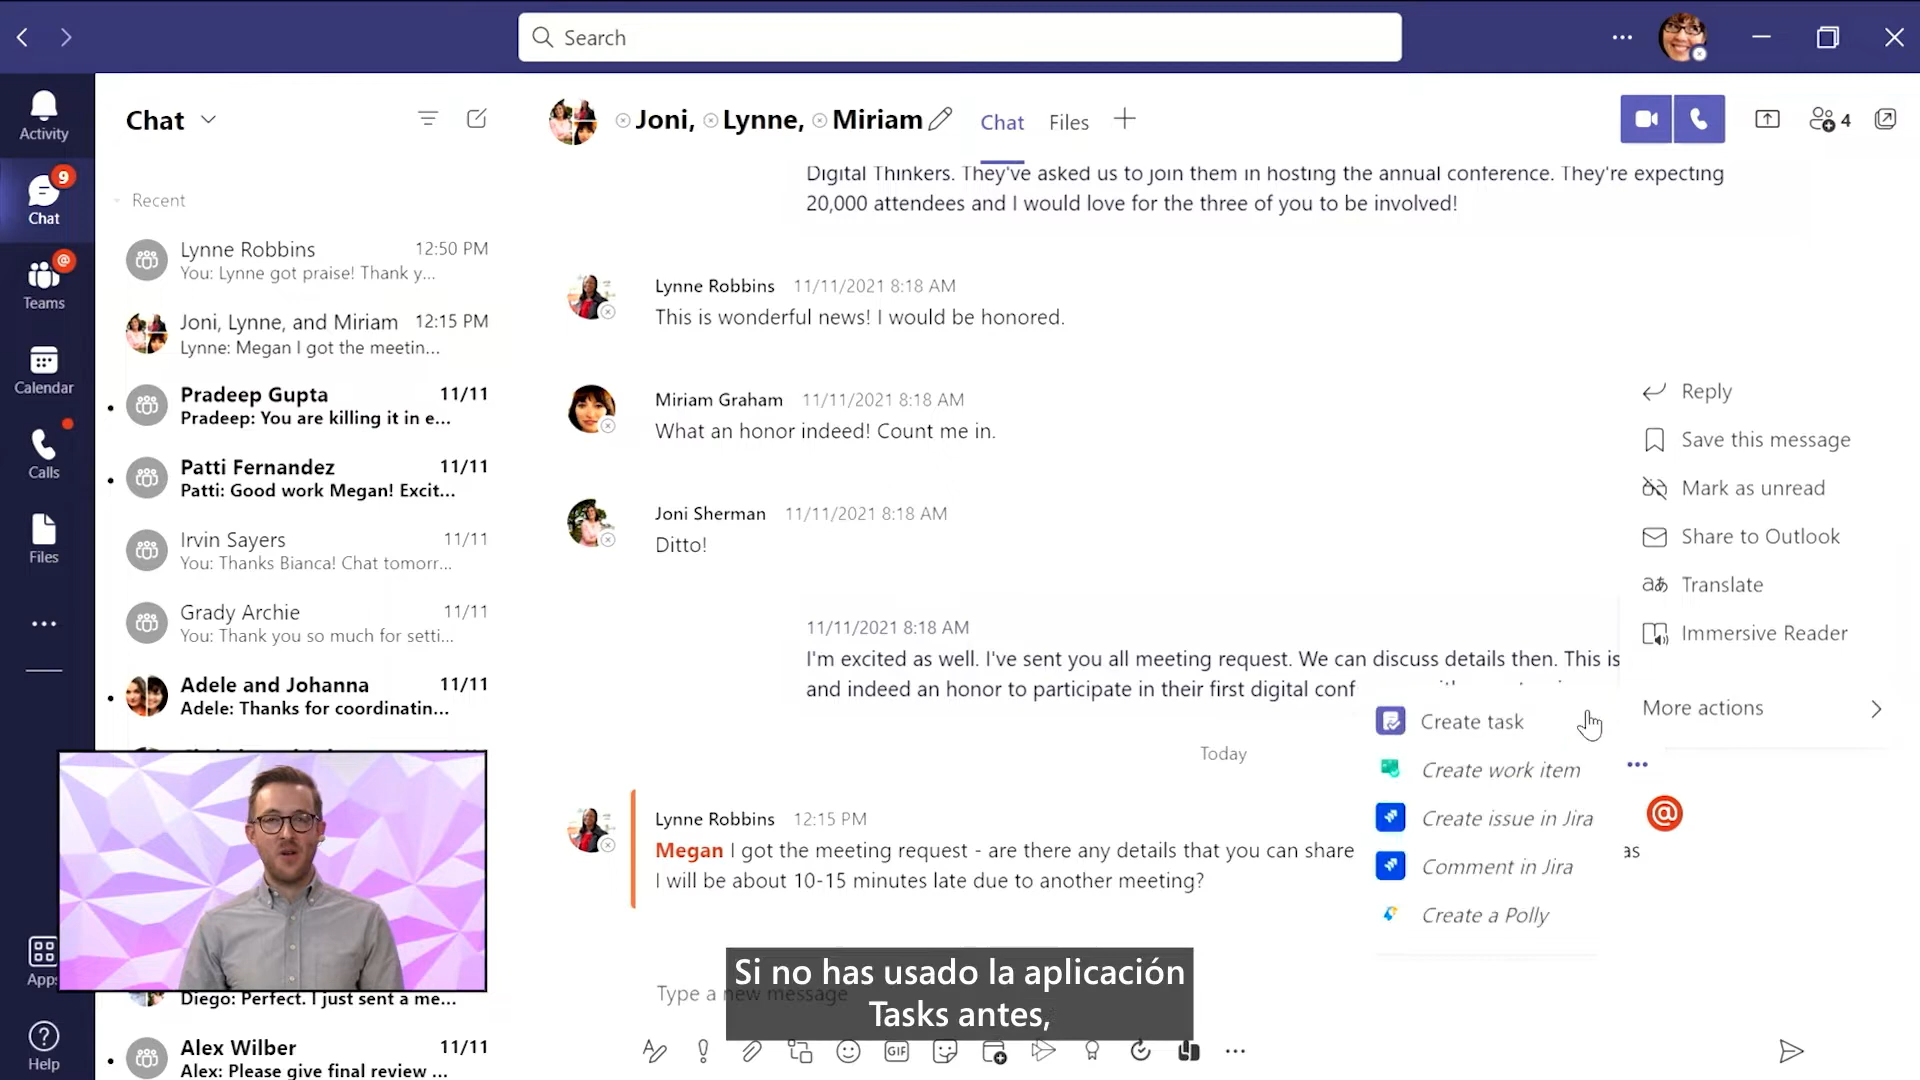 Search
Activity
9
Chat
@
Teams
Calendar
Calls
Files
Apps
Help
Chat
Recent
Lynne Robbins 12:50 PM
You: Lynne got praise! Thank y...
Joni, Lynne, and Miriam 12:15 PM
Lynne: Megan I got the meetin...
Pradeep Gupta 11/11
Pradeep: You are killing it in e...
Patti Fernandez 11/11
Patti: Good work Megan! Excit...
Irvin Sayers 11/11
You: Thanks Bianca! Chat tomorr...
Grady Archie 11/11
You: Thank you so much for setti...
Adele and Johanna 11/11
Adele: Thanks for coordinatin...
Diego: Perfect. I just sent a me...
Alex Wilber 11/11
Alex: Please give final review ...
Joni, Lynne, Miriam
Chat Files
4
Digital Thinkers. They've asked us to join them in hosting the annual conference. They're expecting
20,000 attendees and I would love for the three of you to be involved!
Lynne Robbins 11/11/2021 8:18 AM
This is wonderful news! I would be honored.
Miriam Graham 11/11/2021 8:18 AM
What an honor indeed! Count me in.
Joni Sherman 11/11/2021 8:18 AM
Ditto!
11/11/2021 8:18 AM
I'm excited as well. I've sent you all meeting request. We can discuss details then. This is
and indeed an honor to participate in their first digital conf
Today
Lynne Robbins 12:15 PM
Megan I got the meeting request - are there any details that you can share
as
I will be about 10-15 minutes late due to another meeting?
@
Reply
Save this message
Mark as unread
Share to Outlook
Translate
Immersive Reader
More actions
Create task
Create work item
Create issue in Jira
Comment in Jira
Create a Polly
Type a new message
Si no has usado la aplicación
Tasks antes,
GIF